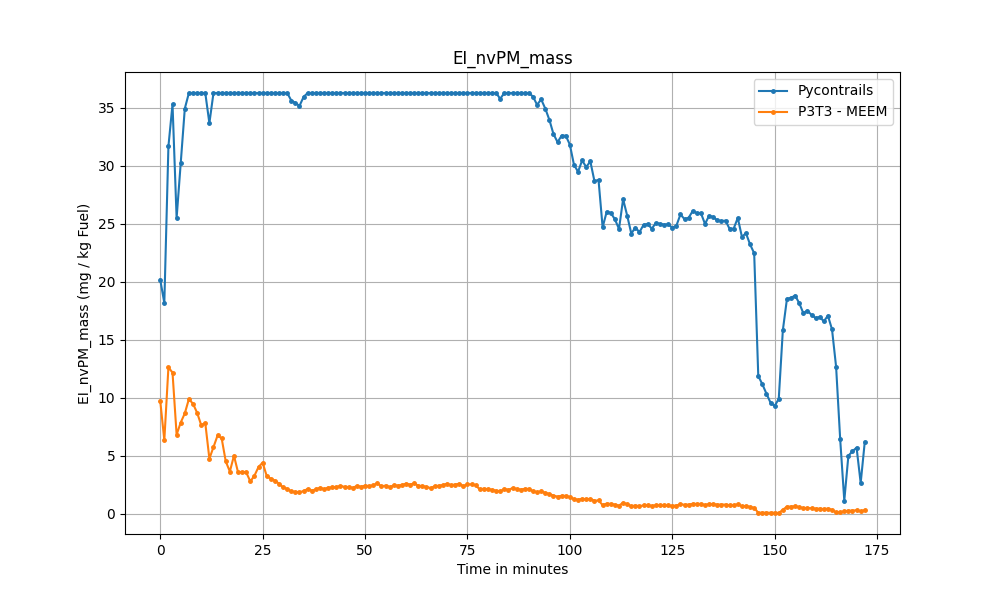 EI_nvPM_mass
Pycontrails
P3T3 - MEEM
EI_nvPM_mass (mg / kg Fuel)
35
30
25
20
15
10
5
0
0 25 50 75 100 125 150 175
Time in minutes